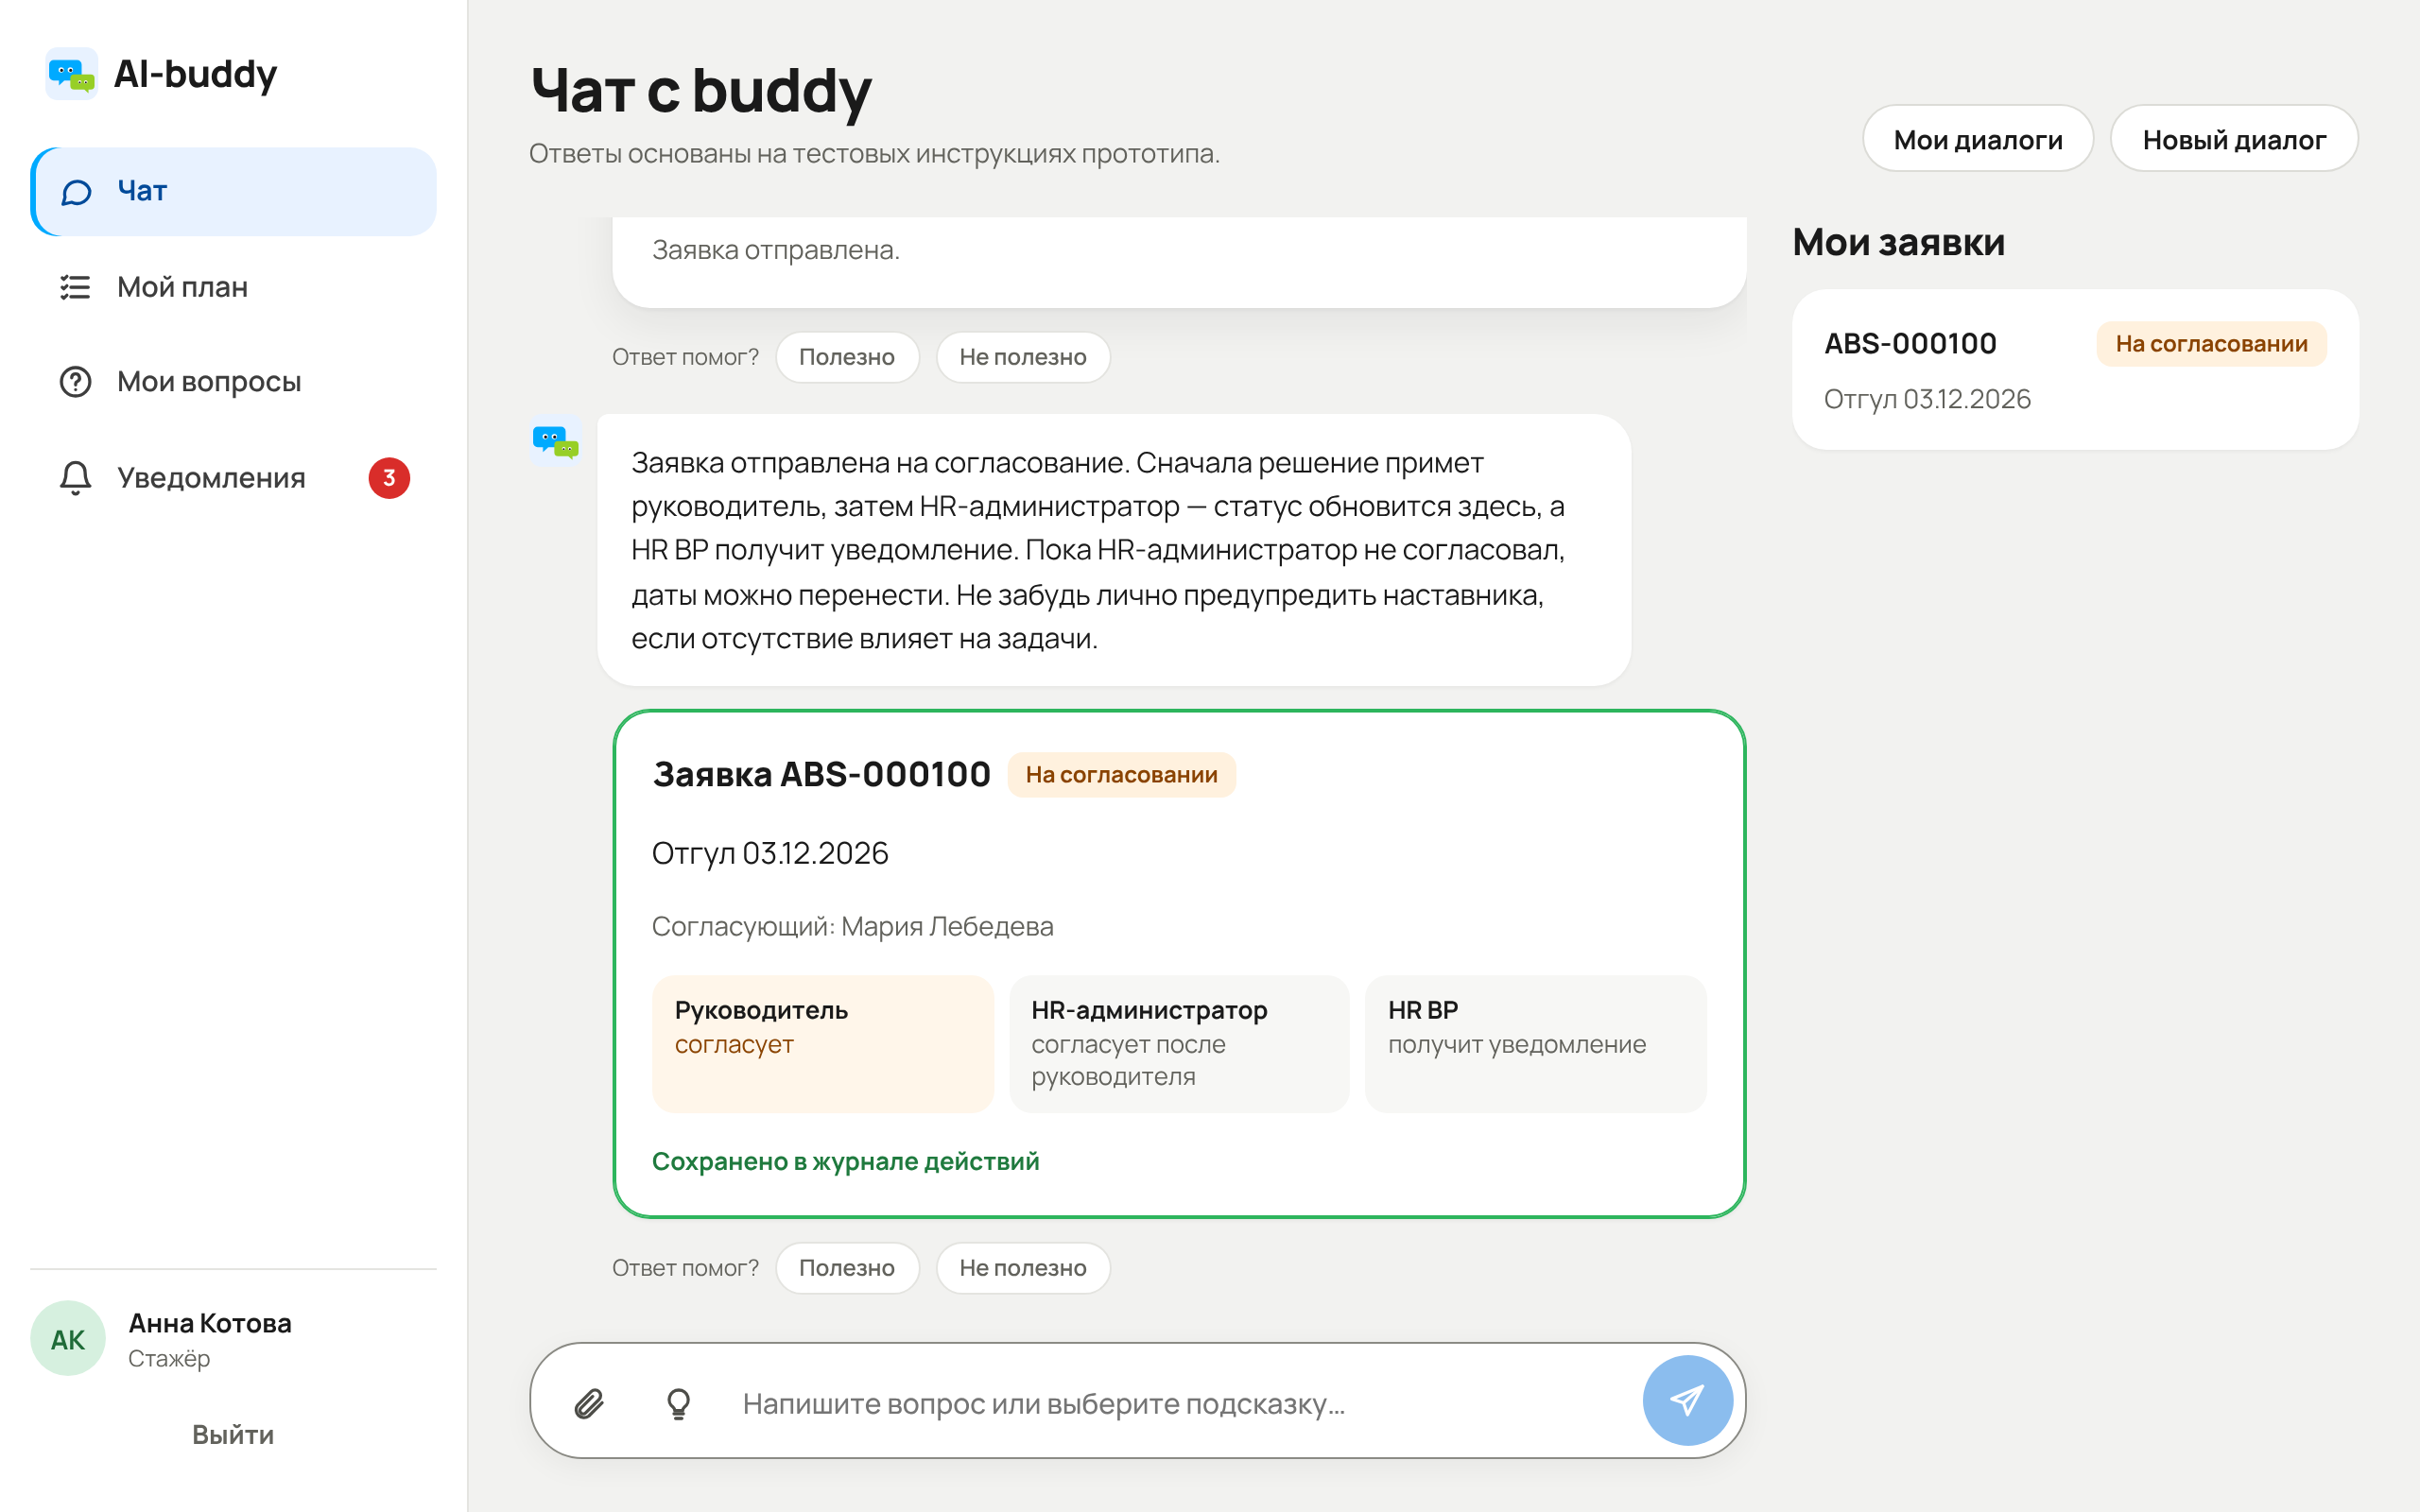 AI-buddy
Чат
Мой план
Мои вопросы
Уведомления 3
АК
Анна Котова
Стажёр
Выйти
Чат с buddy
Ответы основаны на тестовых инструкциях прототипа.
Мои диалоги
Новый диалог
Заявка отправлена.
Ответ помог? Полезно Не полезно
Заявка отправлена на согласование. Сначала решение примет
руководитель, затем HR-администратор — статус обновится здесь, а
HR BP получит уведомление. Пока HR-администратор не согласовал,
даты можно перенести. Не забудь лично предупредить наставника,
если отсутствие влияет на задачи.
Заявка ABS-000100 На согласовании
Отгул 03.12.2026
Согласующий: Мария Лебедева
Руководитель
согласует
HR-администратор
согласует после
руководителя
HR BP
получит уведомление
Сохранено в журнале действий
Ответ помог? Полезно Не полезно
Напишите вопрос или выберите подсказку...
Мои заявки
ABS-000100 На согласовании
Отгул 03.12.2026